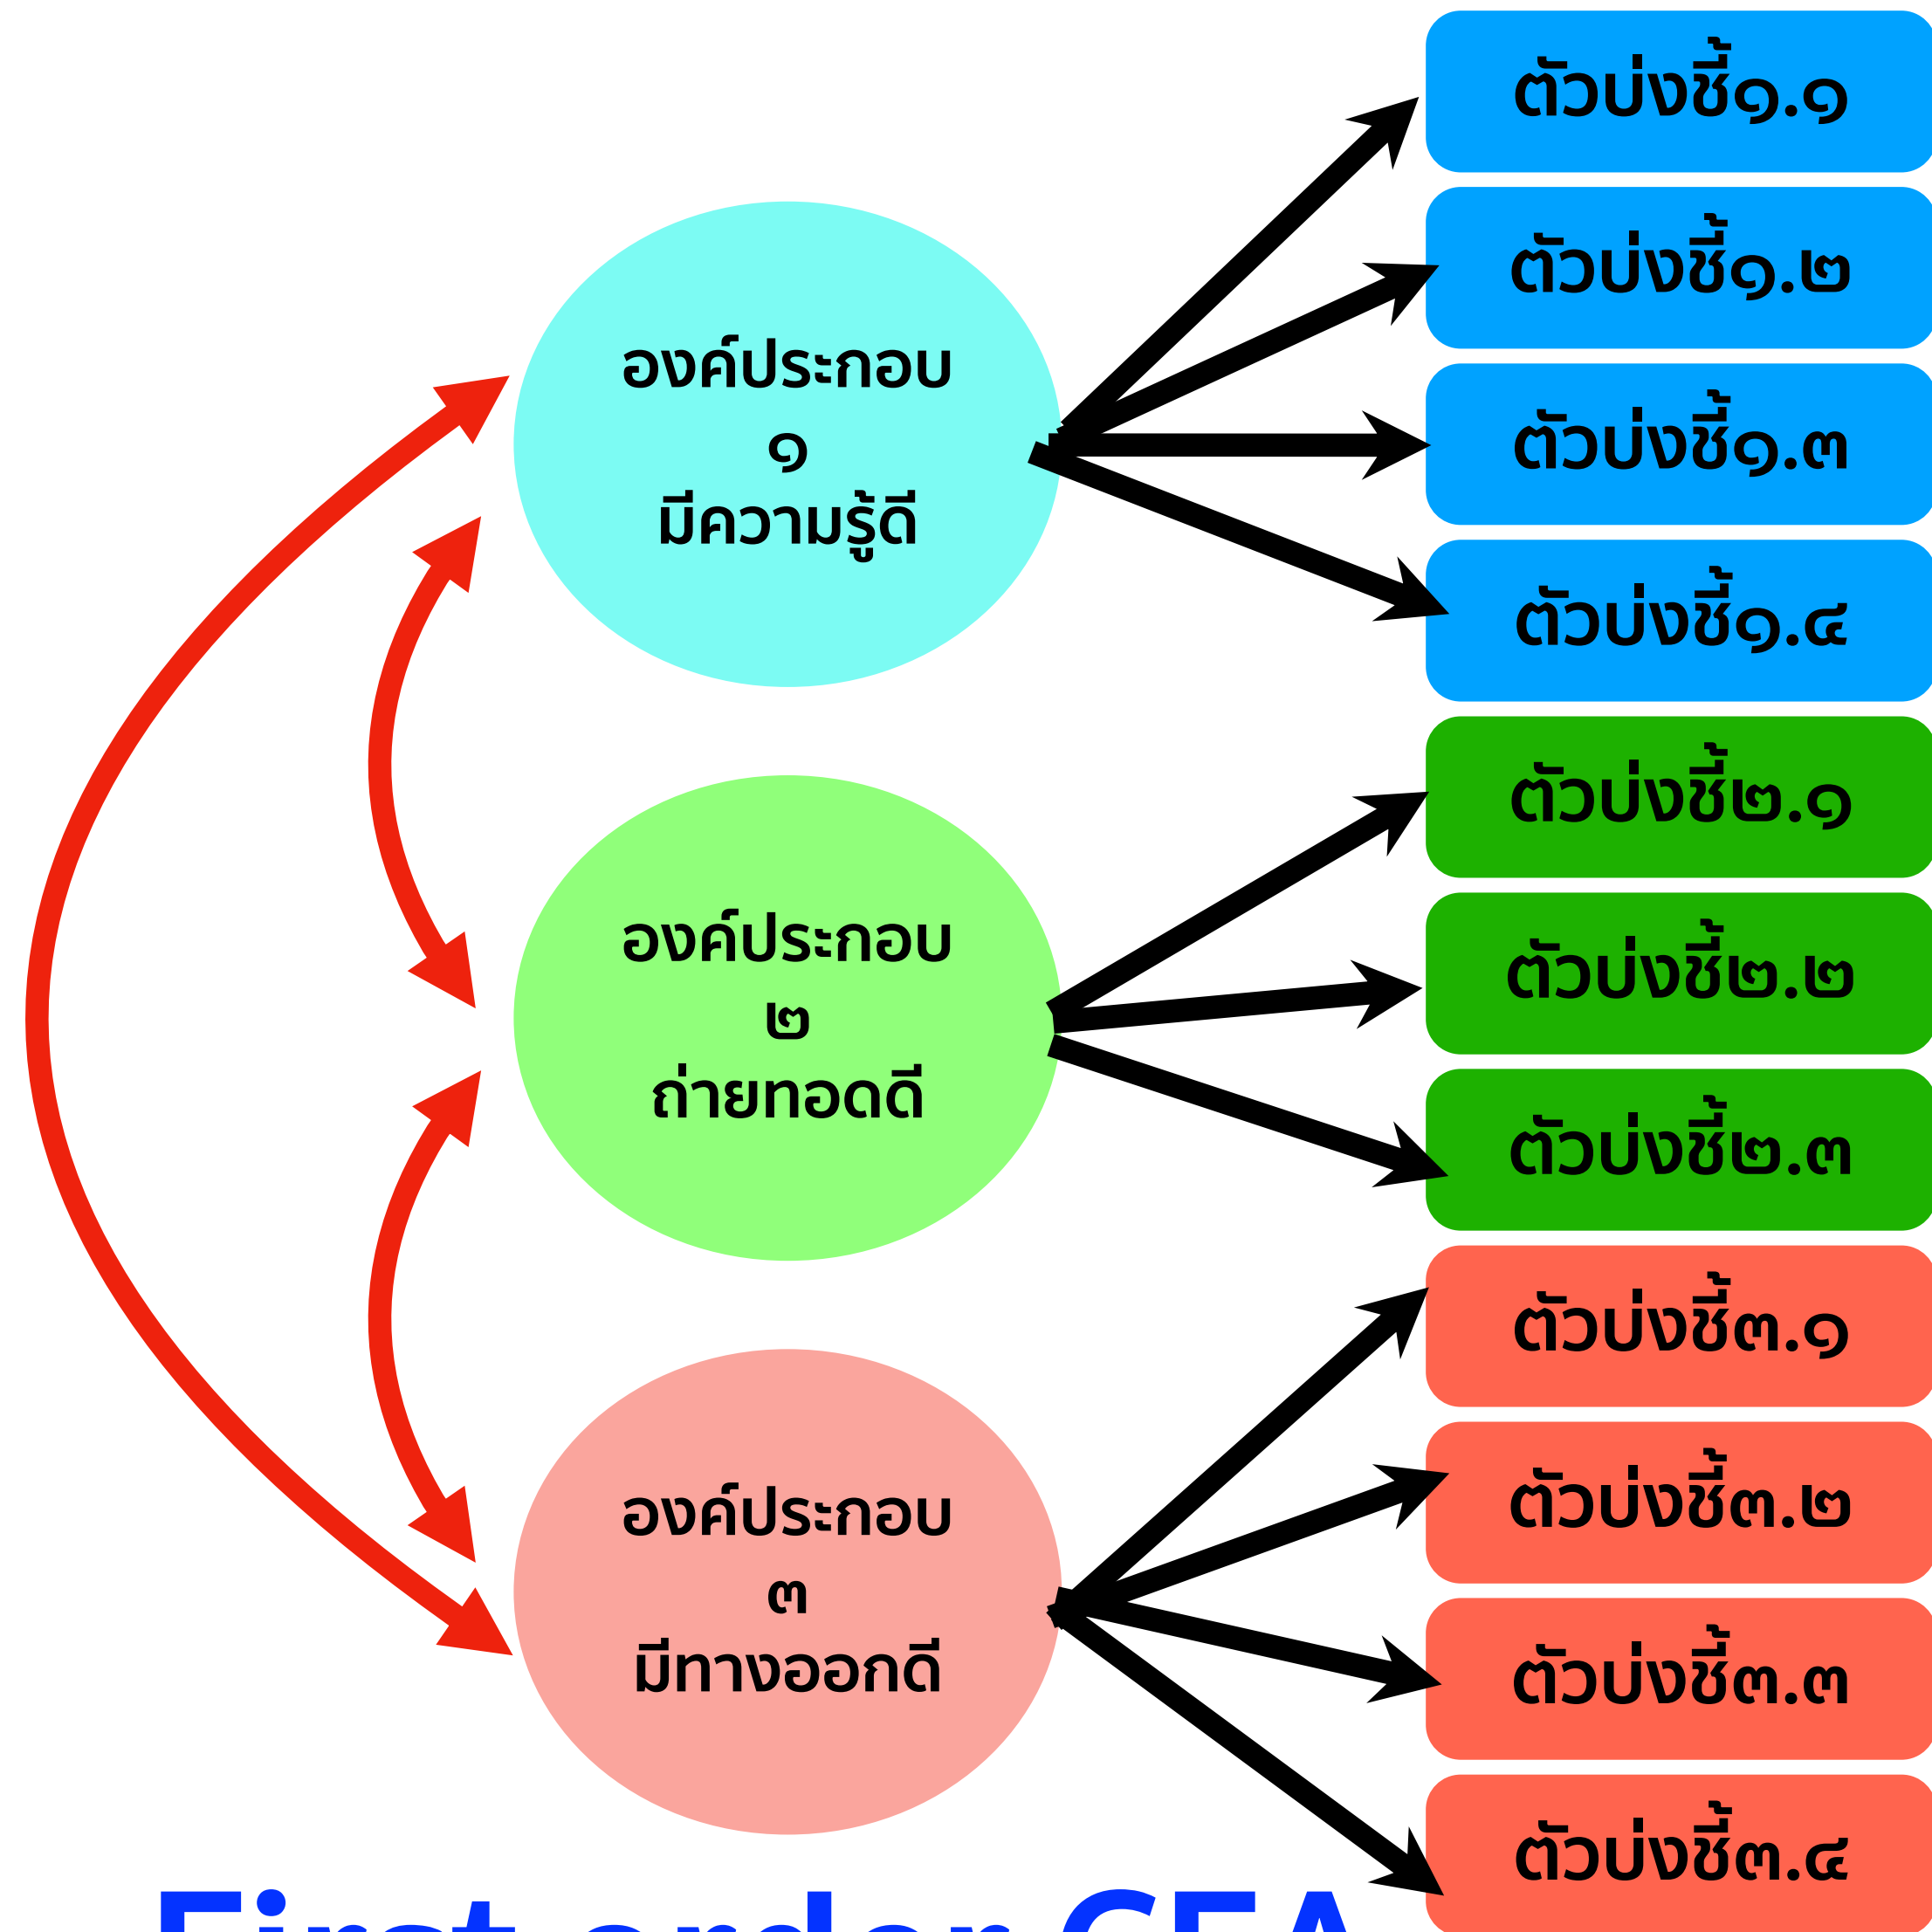 ตัวบ่งชี้๑.๑
ตัวบ่งชี้๑.๒
ตัวบ่งชี้๑.๓
ตัวบ่งชี้๑.๔
องค์ประกอบ
๑
มีความรู้ดี
ตัวบ่งชี้๒.๑
ตัวบ่งชี้๒.๒
ตัวบ่งชี้๒.๓
องค์ประกอบ
๒
ถ่ายทอดดี
ตัวบ่งชี้๓.๑
ตัวบ่งชี้๓.๒
ตัวบ่งชี้๓.๓
ตัวบ่งชี้๓.๔
องค์ประกอบ
๓
มีทางออกดี
First order CFA